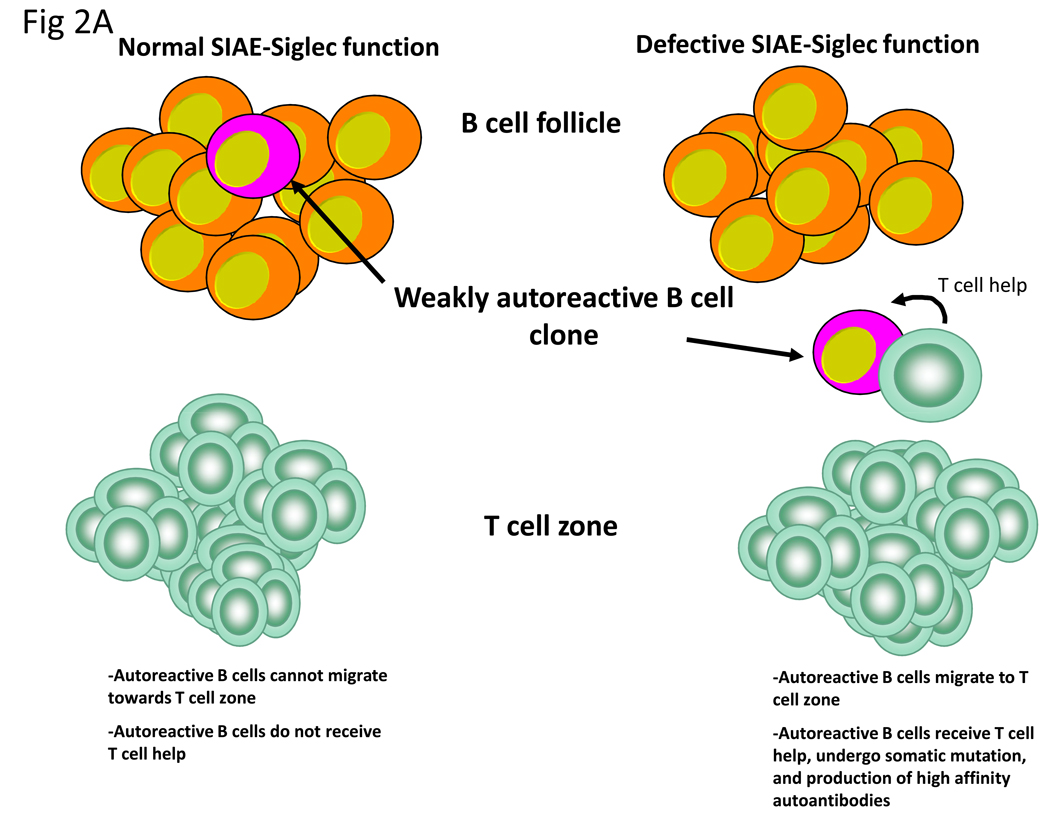 Fig 2A
Normal SIAE-Siglec function
Defective SIAE-Siglec function
B cell follicle
T cell help
Weakly autoreactive B cell
clone
T cell zone
-Autoreactive B cells cannot migrate
towards T cell zone
-Autoreactive B cells do not receive
T cell help
-Autoreactive B cells migrate to T
cell zone
-Autoreactive B cells receive T cell
help, undergo somatic mutation,
and production of high affinity
autoantibodies